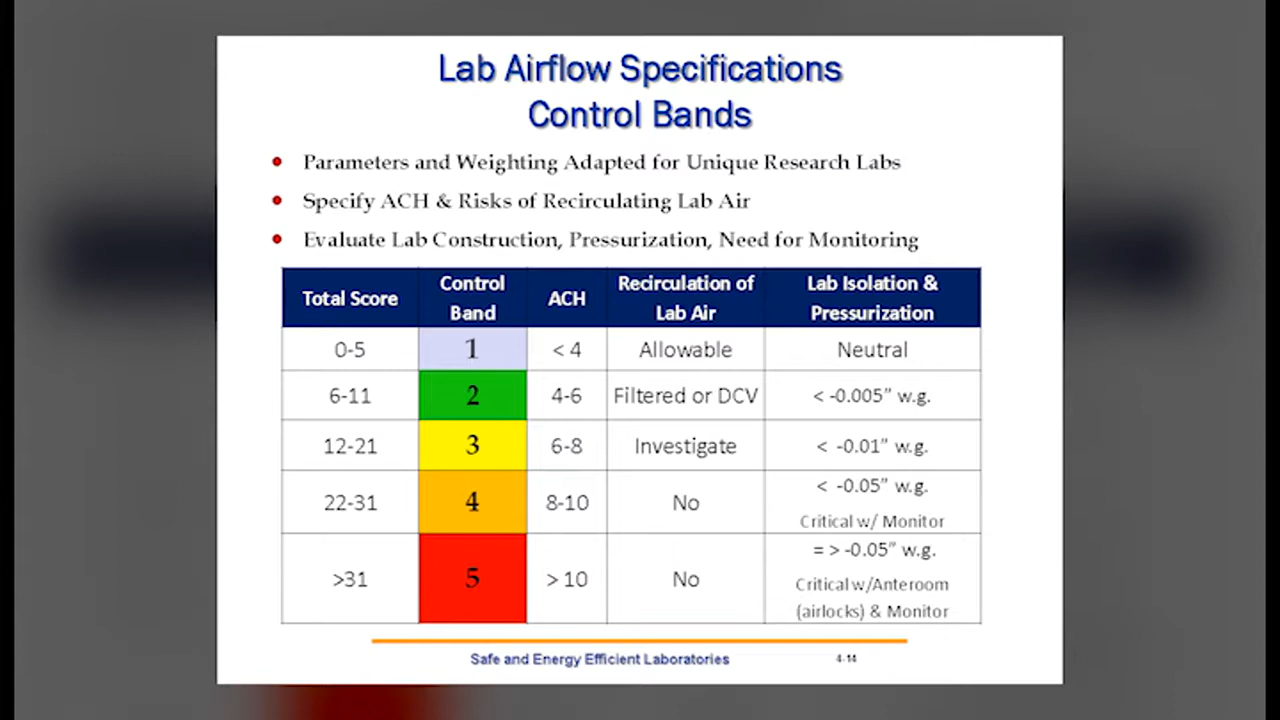 Lab Airflow Specifications
Control Bands
Parameters and Weighting Adapted for Unique Research Labs
Specify ACH & Risks of Recirculating Lab Air
Evaluate Lab Construction, Pressurization, Need for Monitoring
Total Score
Control
Band
ACH
Recirculation of
Lab Air
Lab Isolation &
Pressurization
0-5
1
< 4
Allowable
Neutral
6-11
2
4-6
Filtered or DCV
< -0.005” w.g.
12-21
3
6-8
Investigate
< -0.01” w.g.
22-31
4
8-10
No
< -0.05” w.g.
Critical w/ Monitor
>31
5
> 10
No
= > -0.05” w.g.
Critical w/Anteroom
(airlocks) & Monitor
Safe and Energy Efficient Laboratories
4-14